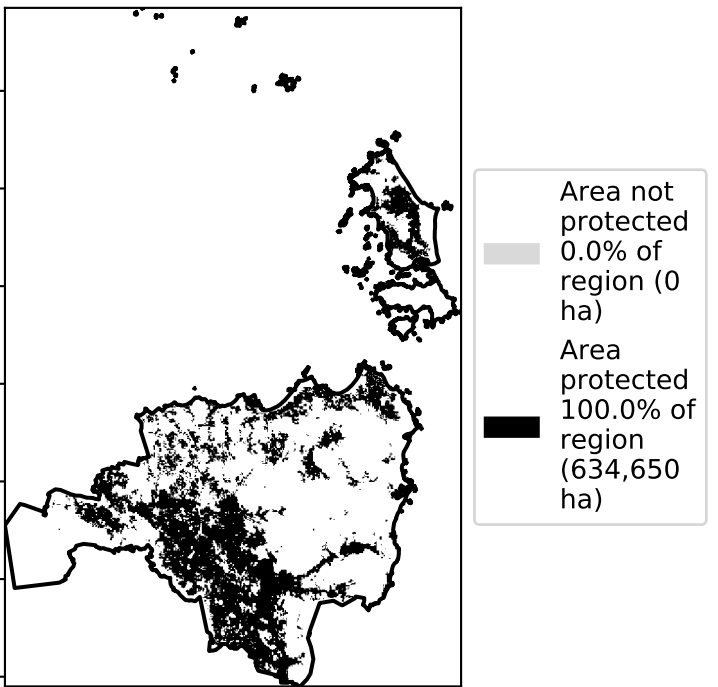 Area not
protected
0.0% of
region (0
ha)
Area
protected
100.0% of
region
(634,650
ha)